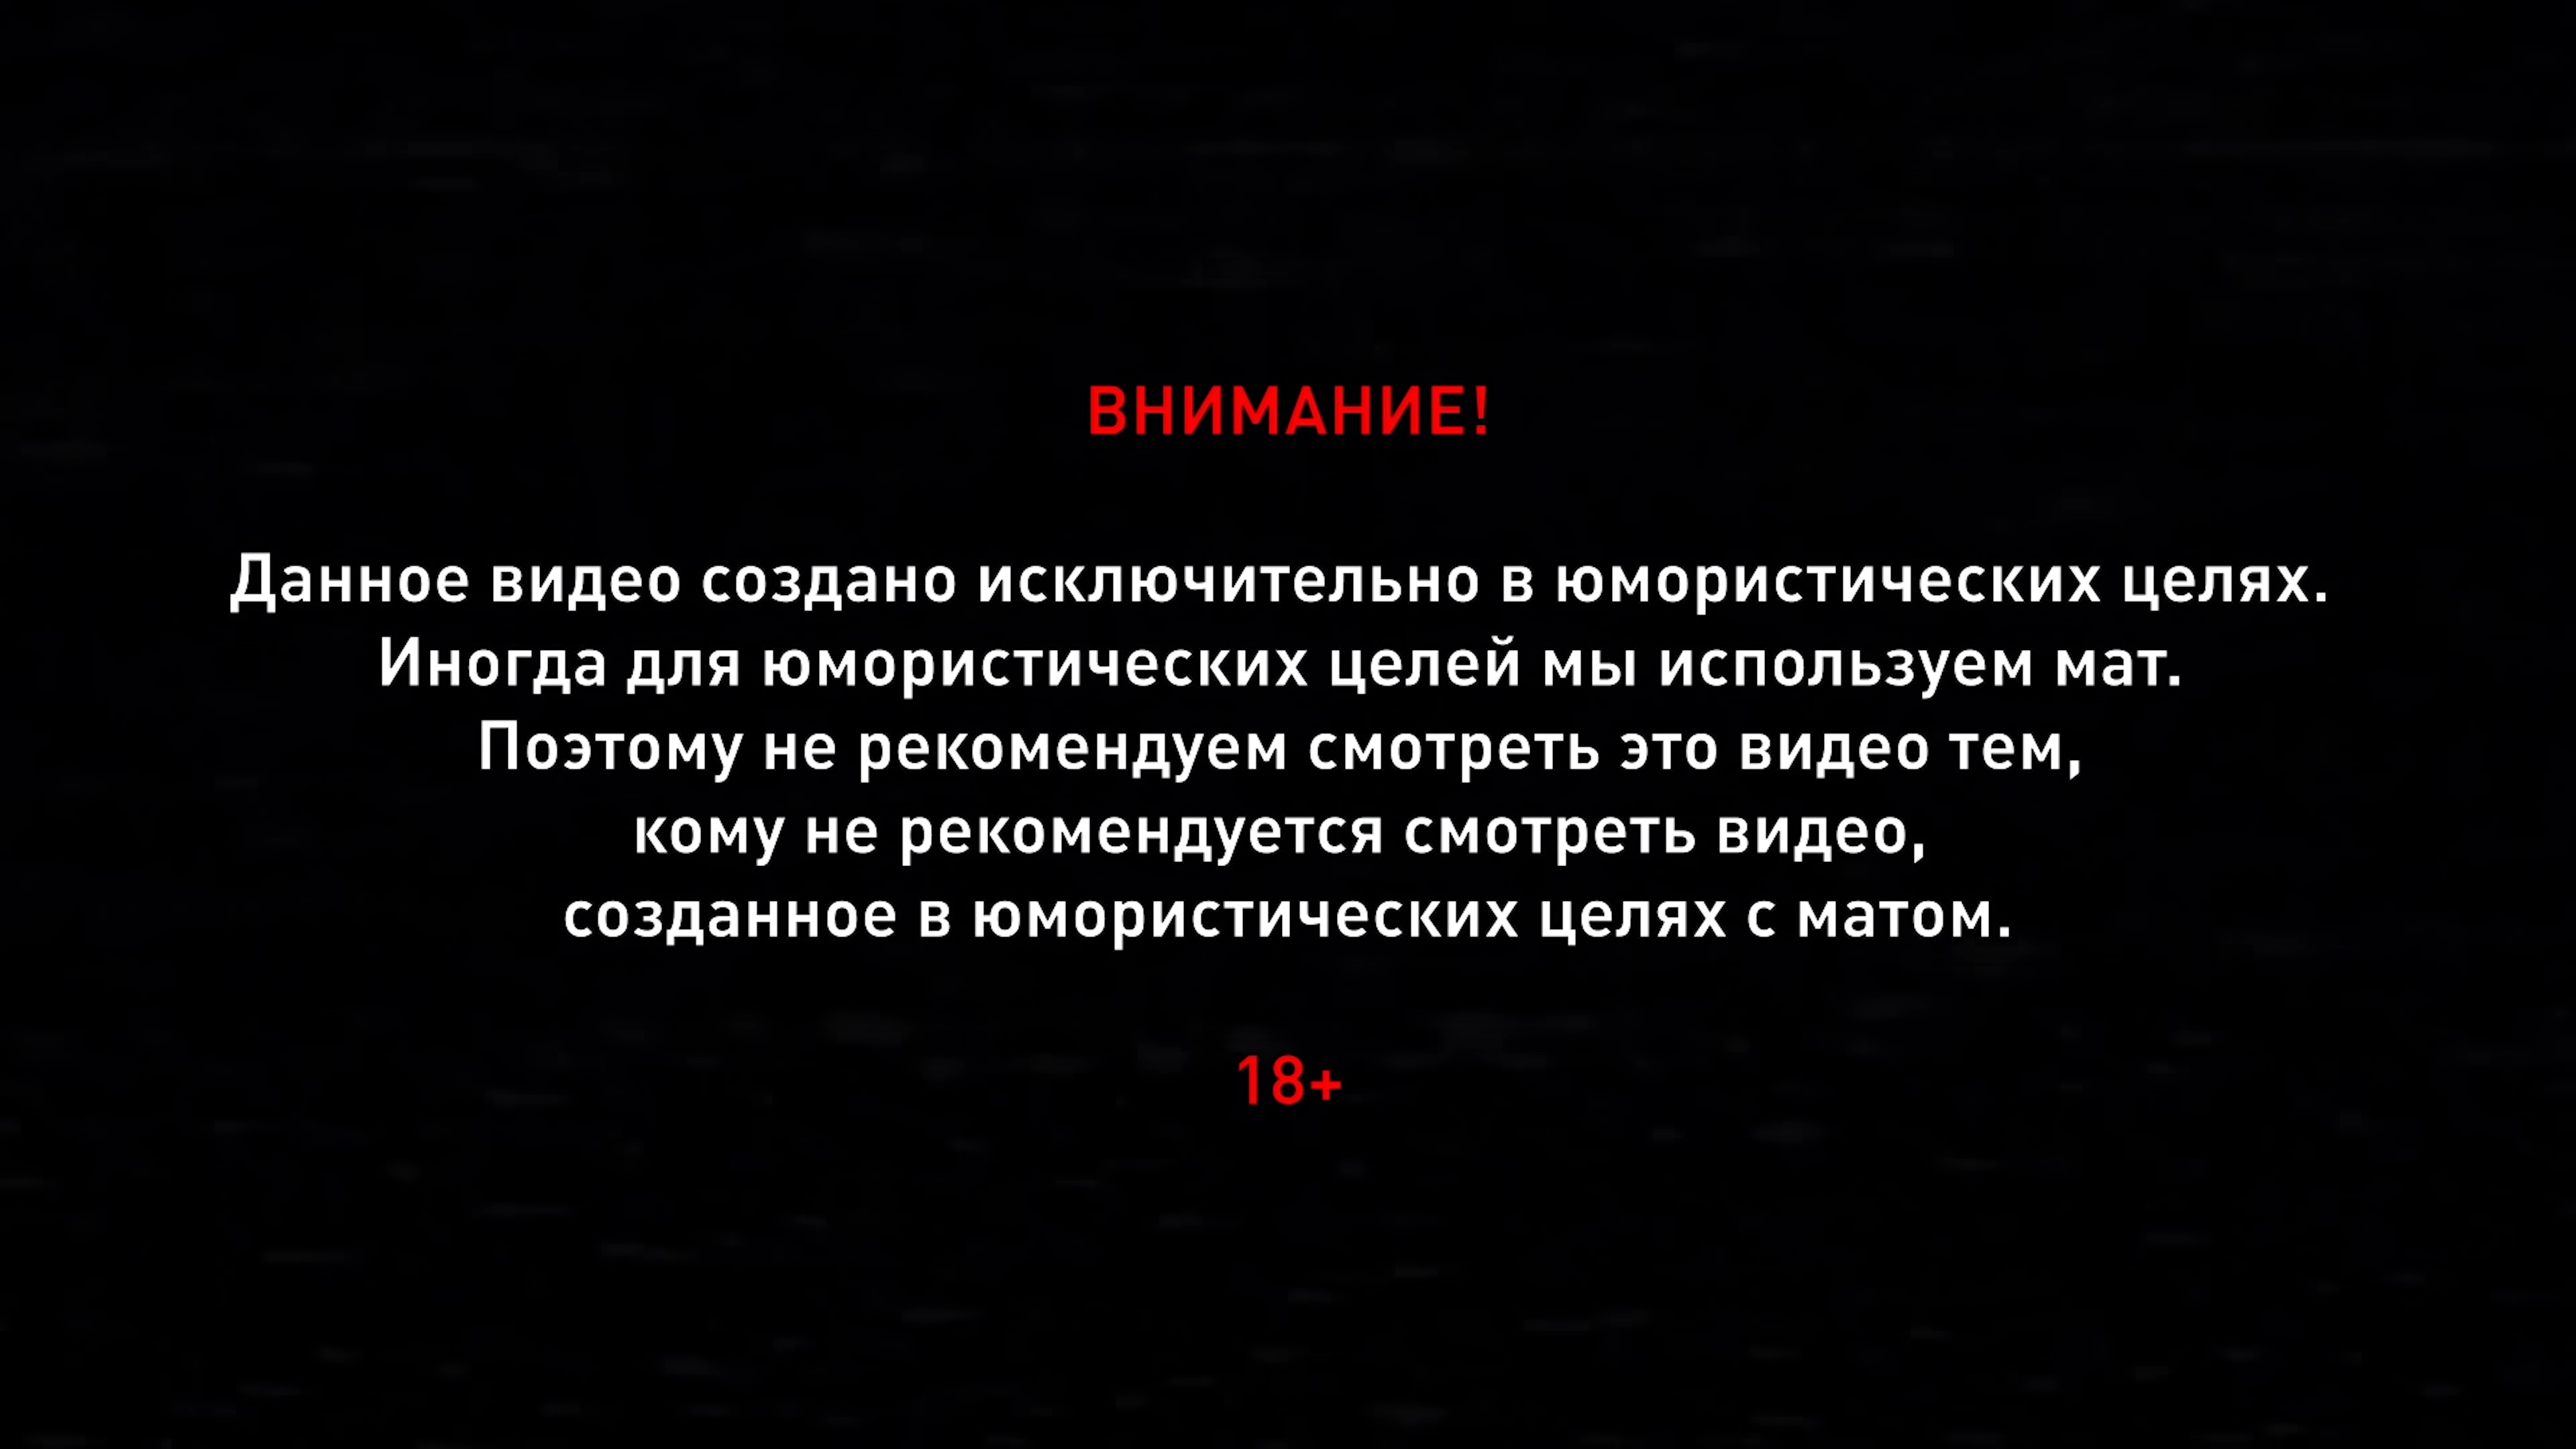 ВНИМАНИЕ!
Данное видео создано исключительно в юмористических целях.
Иногда для юмористических целей мы используем мат.
Поэтому не рекомендуем смотреть это видео тем,
кому не рекомендуется смотреть видео,
созданное в юмористических целях с матом.
18+